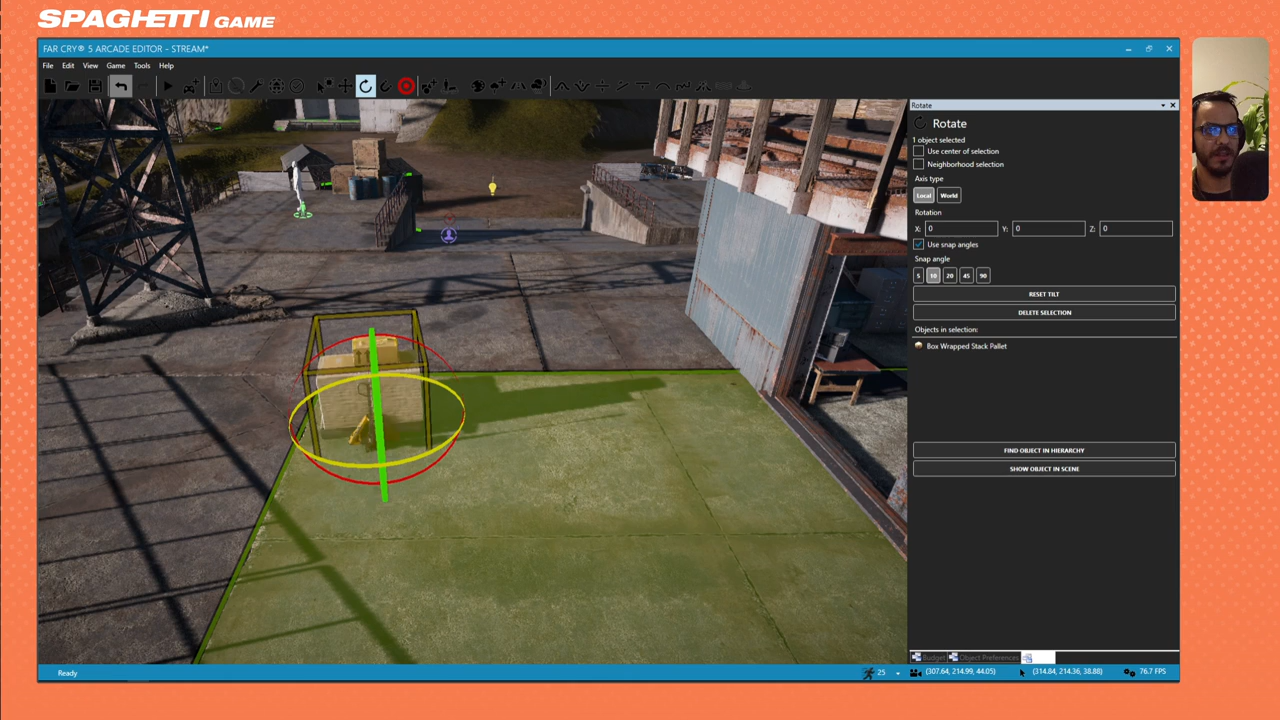 SPAGHETTI GAME
FAR CRY® 5 ARCADE EDITOR - STREAM*
File Edit View Game Tools Help
Rotate
Rotate
1 object selected
Use center of selection
Neighborhood selection
Axis type
Local World
Rotation
X: 0 Y: 0 Z: 0
Use snap angles
Snap angle
5 10 20 45 90
RESET TILT
DELETE SELECTION
Objects in selection:
Box Wrapped Stack Pallet
FIND OBJECT IN HIERARCHY
SHOW OBJECT IN SCENE
Budget Object Preferences
Ready 25 (307.64, 214.99, 44.05) (314.84, 214.36, 38.88) 76.7 FPS